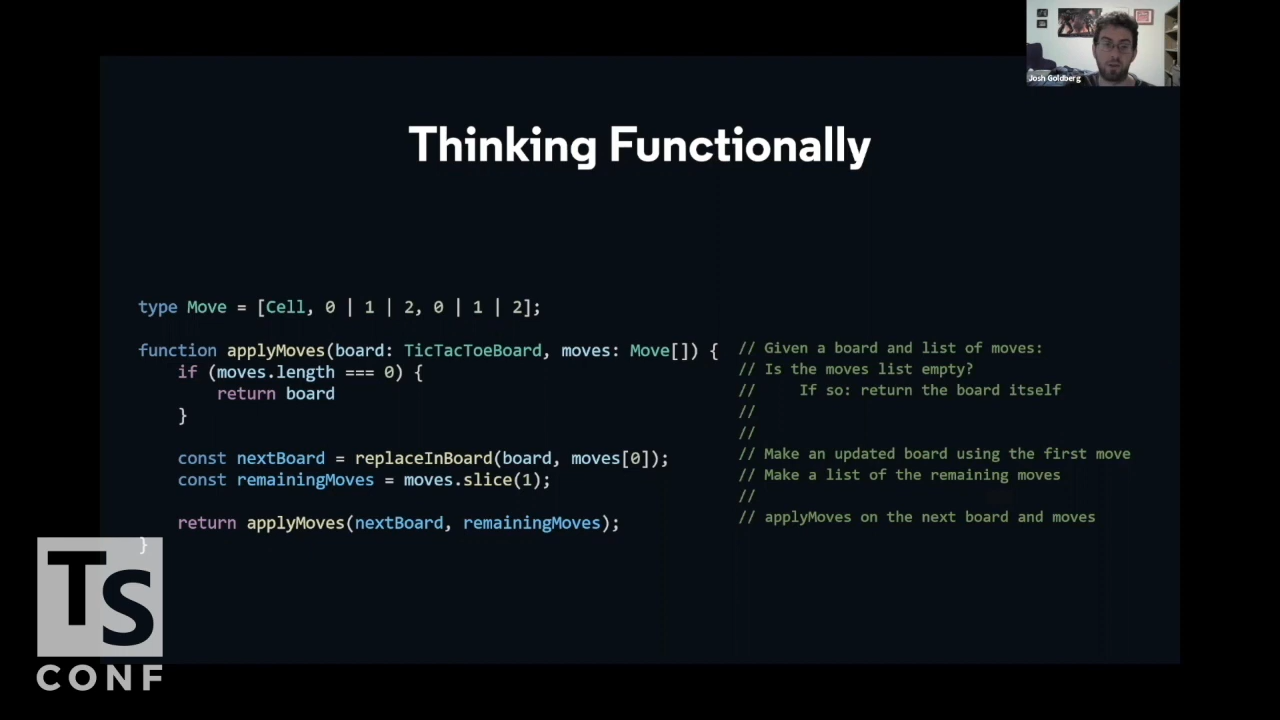 Josh Goldberg
Thinking Functionally
type Move = [Cell, 0 | 1 | 2, 0 | 1 | 2];
function applyMoves(board: TicTacToeBoard, moves: Move[]) {
if (moves.length === 0) {
return board
}
const nextBoard = replaceInBoard(board, moves[0]);
const remainingMoves = moves.slice(1);
return applyMoves(nextBoard, remainingMoves);
}
// Given a board and list of moves:
// Is the moves list empty?
// If so: return the board itself
//
//
// Make an updated board using the first move
// Make a list of the remaining moves
//
// applyMoves on the next board and moves
TS
CONF